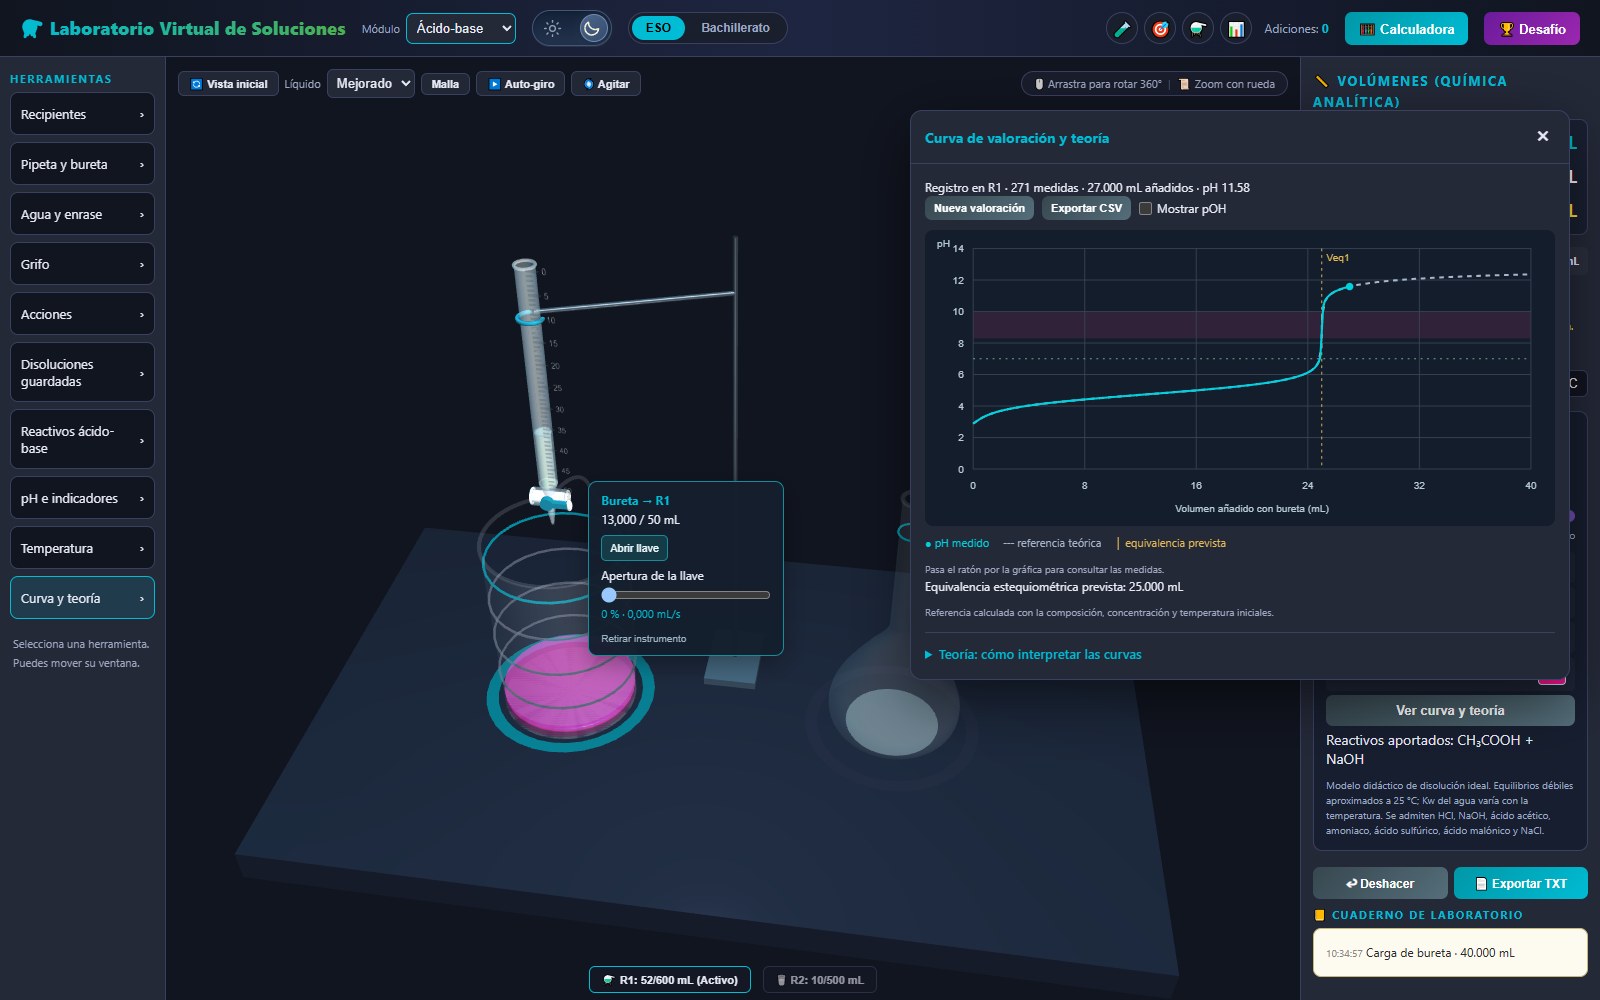 Laboratorio Virtual de Soluciones
Módulo
Ácido-base
ESO
Bachillerato
Adiciones: 0
Calculadora
Desafío
HERRAMIENTAS
Recipientes
Pipeta y bureta
Agua y enrase
Grifo
Acciones
Disoluciones
guardadas
Reactivos ácido-
base
pH e indicadores
Temperatura
Curva y teoría
Selecciona una herramienta.
Puedes mover su ventana.
Vista inicial
Líquido
Mejorado
Malla
Auto-giro
Agitar
Arrastra para rotar 360°
Zoom con rueda
0
5
10
15
20
25
30
35
40
45
Bureta → R1
13,000 / 50 mL
Abrir llave
Apertura de la llave
0 % · 0,000 mL/s
Retirar instrumento
R1: 52/600 mL (Activo)
R2: 10/500 mL
VOLÚMENES (QUÍMICA
ANALÍTICA)
L
L
L
mL
C
Curva de valoración y teoría
Registro en R1 · 271 medidas · 27.000 mL añadidos · pH 11.58
Nueva valoración
Exportar CSV
Mostrar pOH
pH
14
12
10
8
6
4
2
0
Veq1
0
8
16
24
32
40
Volumen añadido con bureta (mL)
● pH medido
--- referencia teórica
| equivalencia prevista
Pasa el ratón por la gráfica para consultar las medidas.
Equivalencia estequiométrica prevista: 25.000 mL
Referencia calculada con la composición, concentración y temperatura iniciales.
▶ Teoría: cómo interpretar las curvas
Ver curva y teoría
Reactivos aportados: CH₃COOH +
NaOH
Modelo didáctico de disolución ideal. Equilibrios débiles
aproximados a 25 °C; Kw del agua varía con la
temperatura. Se admiten HCl, NaOH, ácido acético,
amoniaco, ácido sulfúrico, ácido malónico y NaCl.
Deshacer
Exportar TXT
CUADERNO DE LABORATORIO
10:34:57 Carga de bureta · 40.000 mL